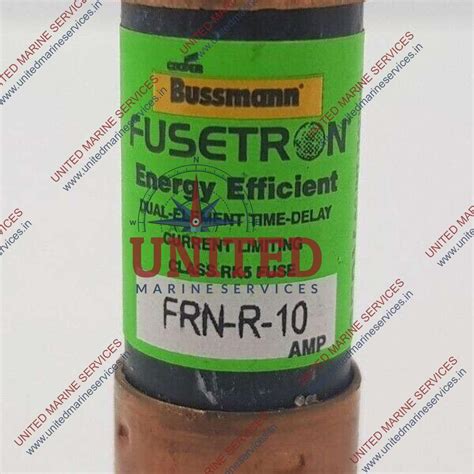 COOPER
Bussmann
FUSETRON
Energy Efficient
DUAL-ELEMENT TIME-DELAY
CURRENT LIMITING
CLASS RK5 FUSE
UNITED
MARINE SERVICES
FRN-R-10
AMP
UNITED MARINE SERVICES
www.unitedmarineservices.in